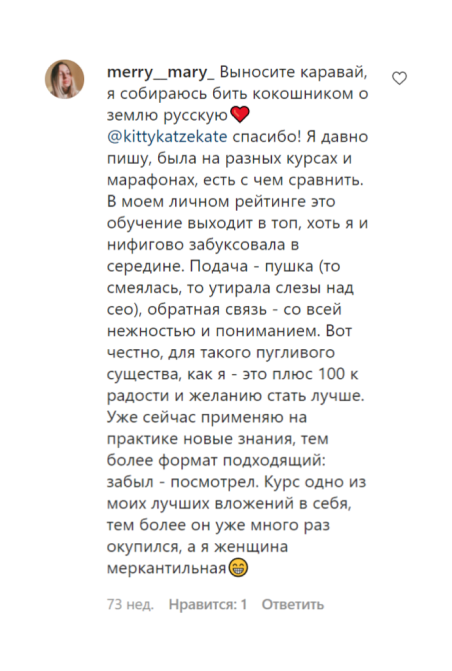 merry__mary_ Выносите каравай,
я собираюсь бить кокошником о
землю русскую❤️
@kittykatzekate спасибо! Я давно
пишу, была на разных курсах и
марафонах, есть с чем сравнить.
В моем личном рейтинге это
обучение выходит в топ, хоть я и
нифигово забуксовала в
середине. Подача - пушка (то
смеялась, то утирала слезы над
сео), обратная связь - со всей
нежностью и пониманием. Вот
честно, для такого пугливого
существа, как я - это плюс 100 к
радости и желанию стать лучше.
Уже сейчас применяю на
практике новые знания, тем
более формат подходящий:
забыл - посмотрел. Курс одно из
моих лучших вложений в себя,
тем более он уже много раз
окупился, а я женщина
меркантильная😁
73 нед. Нравится: 1 Ответить